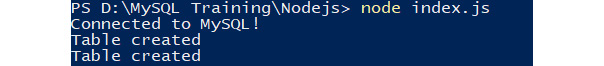 PS D:\MySQL Training\Nodejs> node index.js
Connected to MySQL!
Table created
Table created